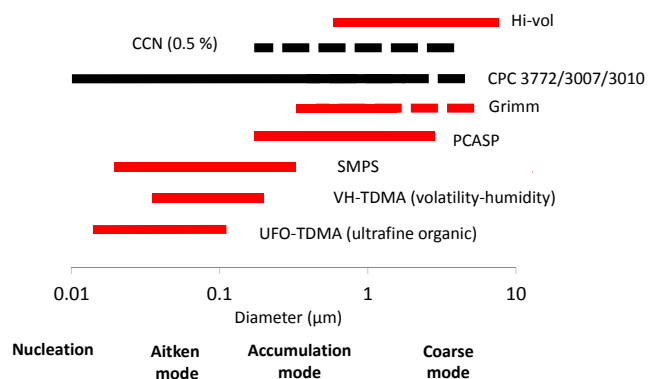 Hi-vol
CCN (0.5 %)
CPC 3772/3007/3010
Grimm
PCASP
SMPS
VH-TDMA (volatility-humidity)
UFO-TDMA (ultrafine organic)
0.01 0.1 1 10
Diameter (µm)
Nucleation Aitken Accumulation Coarse
mode mode mode